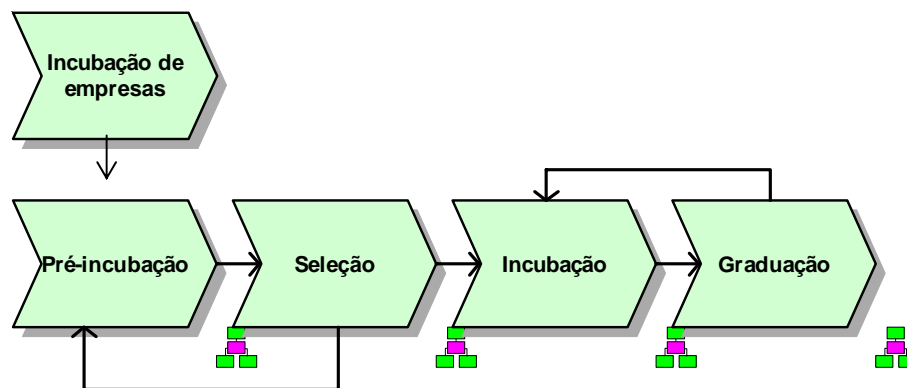 Incubação de
empresas
Pré-incubação
Seleção
Incubação
Graduação